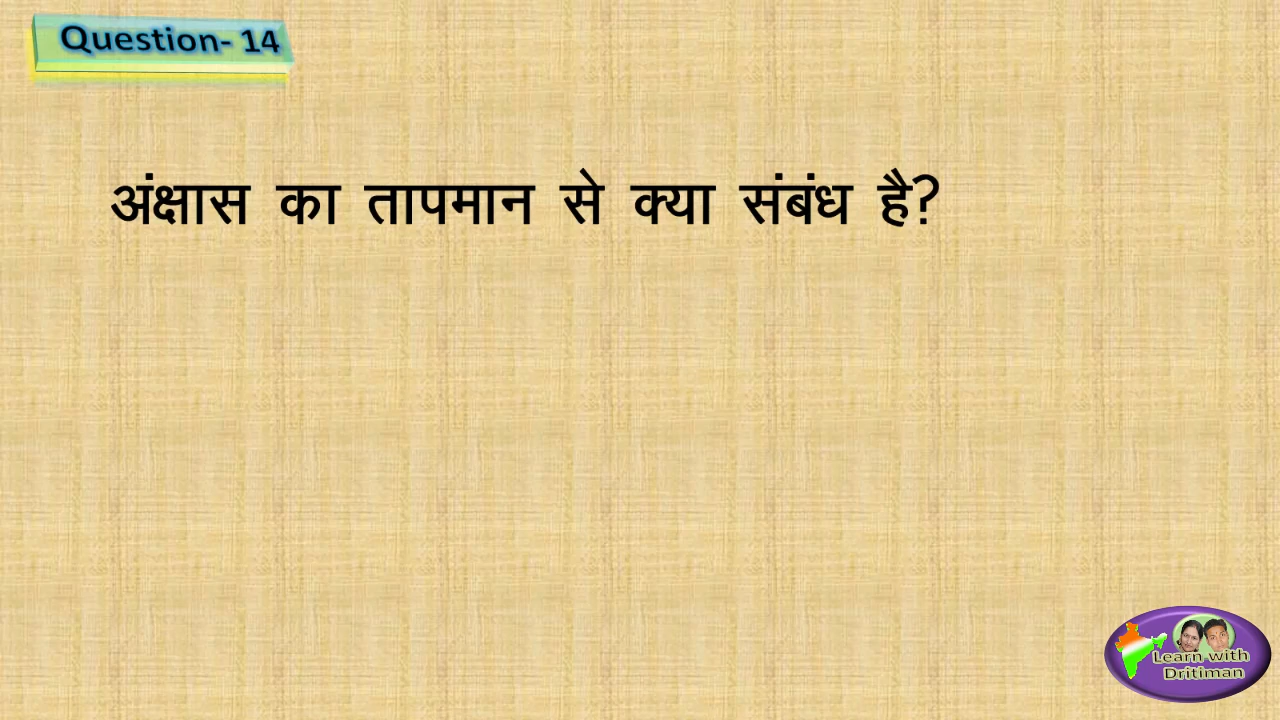 Question- 14
अंक्षास का तापमान से क्या संबंध है?
Learn with
Dritiman